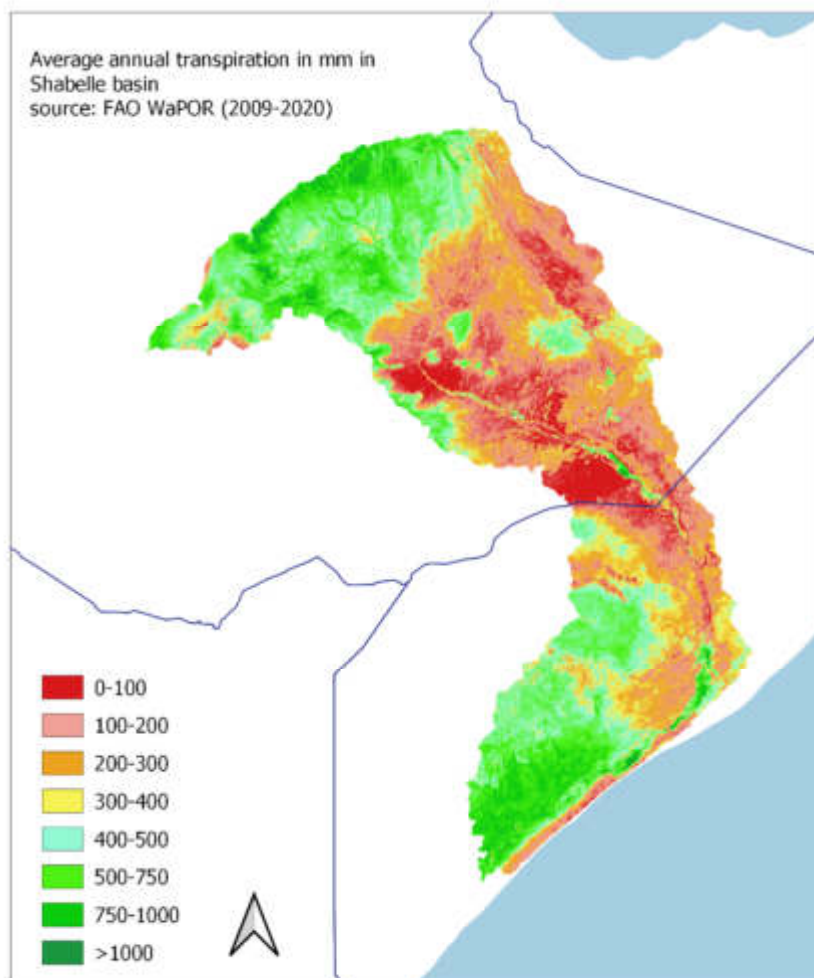 Average annual transpiration in mm in
Shabelle basin
source: FAO WaPOR (2009-2020)
0-100
100-200
200-300
300-400
400-500
500-750
750-1000
>1000